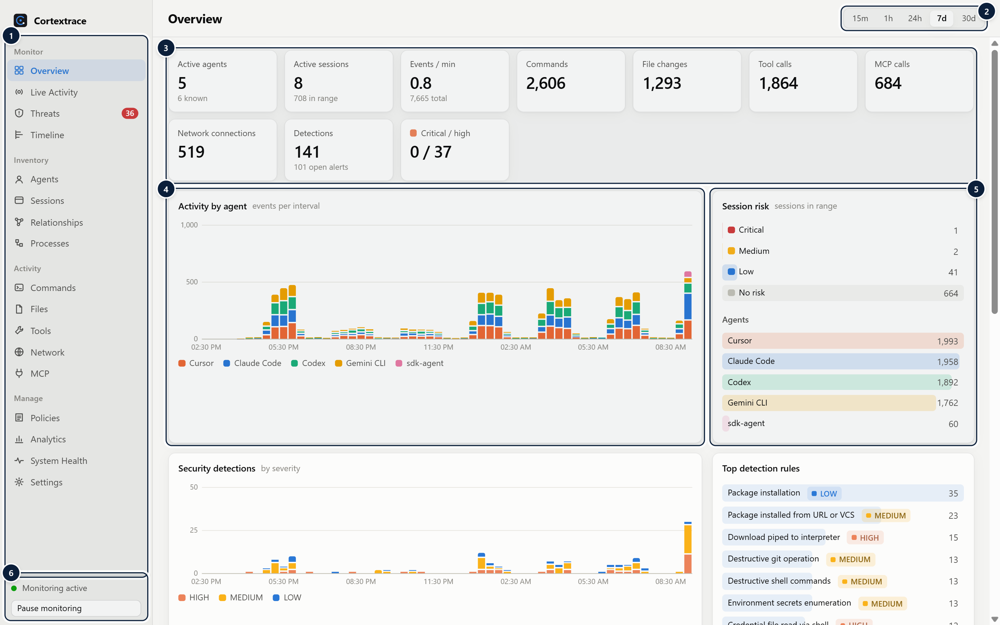 Cortextrace
1
Monitor
Overview
Live Activity
Threats 36
Timeline
Inventory
Agents
Sessions
Relationships
Processes
Activity
Commands
Files
Tools
Network
MCP
Manage
Policies
Analytics
System Health
Settings
6
Monitoring active
Pause monitoring
Overview
15m 1h 24h 7d 30d
2
3
Active agents
5
6 known
Active sessions
8
708 in range
Events / min
0.8
7,665 total
Commands
2,606
File changes
1,293
Tool calls
1,864
MCP calls
684
Network connections
519
Detections
141
101 open alerts
Critical / high
0 / 37
4
Activity by agent events per interval
1,000
500
0
02:30 PM 05:30 PM 08:30 PM 11:30 PM 02:30 AM 05:30 AM 08:30 AM
Cursor Claude Code Codex Gemini CLI sdk-agent
5
Session risk sessions in range
Critical 1
Medium 2
Low 41
No risk 664
Agents
Cursor 1,993
Claude Code 1,958
Codex 1,892
Gemini CLI 1,762
sdk-agent 60
Security detections by severity
50
25
0
02:30 PM 05:30 PM 08:30 PM 11:30 PM 02:30 AM 05:30 AM 08:30 AM
HIGH MEDIUM LOW
Top detection rules
Package installation LOW 35
Package installed from URL or VCS MEDIUM 23
Download piped to interpreter HIGH 15
Destructive git operation MEDIUM 13
Destructive shell commands MEDIUM 13
Environment secrets enumeration MEDIUM 13
Credential file read via shell HIGH